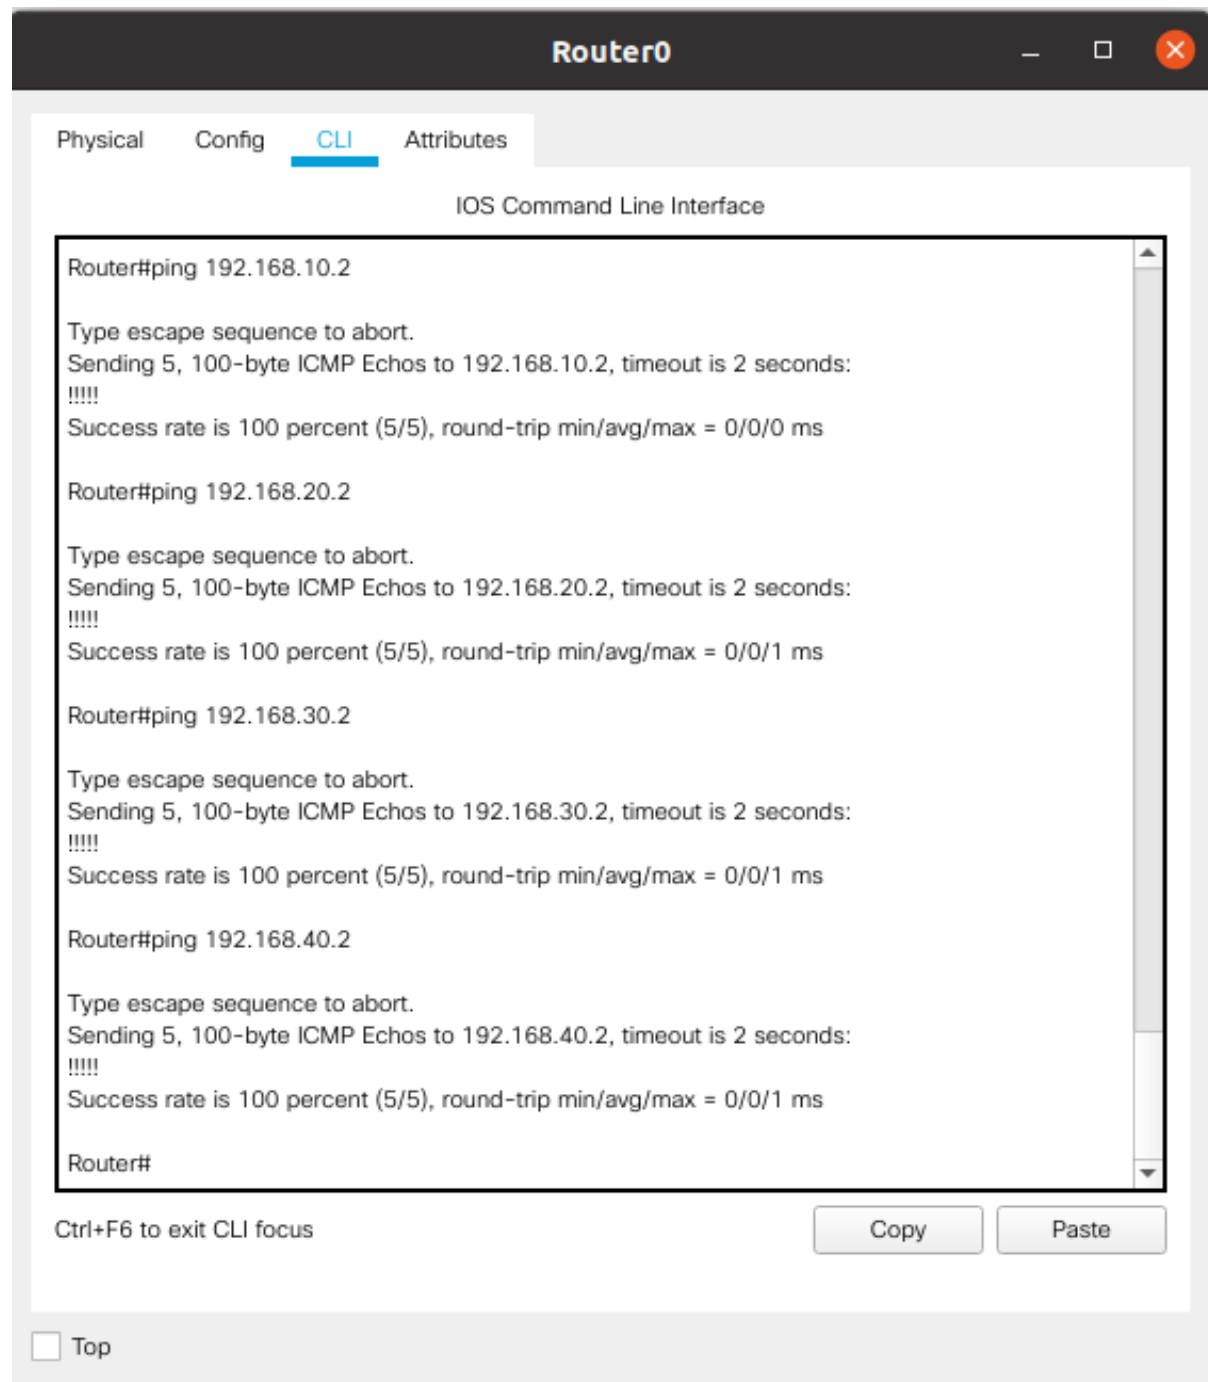 Router0
Physical Config CLI Attributes
IOS Command Line Interface
Router#ping 192.168.10.2
Type escape sequence to abort.
Sending 5, 100-byte ICMP Echos to 192.168.10.2, timeout is 2 seconds:
!!!!!
Success rate is 100 percent (5/5), round-trip min/avg/max = 0/0/0 ms
Router#ping 192.168.20.2
Type escape sequence to abort.
Sending 5, 100-byte ICMP Echos to 192.168.20.2, timeout is 2 seconds:
!!!!!
Success rate is 100 percent (5/5), round-trip min/avg/max = 0/0/1 ms
Router#ping 192.168.30.2
Type escape sequence to abort.
Sending 5, 100-byte ICMP Echos to 192.168.30.2, timeout is 2 seconds:
!!!!!
Success rate is 100 percent (5/5), round-trip min/avg/max = 0/0/1 ms
Router#ping 192.168.40.2
Type escape sequence to abort.
Sending 5, 100-byte ICMP Echos to 192.168.40.2, timeout is 2 seconds:
!!!!!
Success rate is 100 percent (5/5), round-trip min/avg/max = 0/0/1 ms
Router#
Ctrl+F6 to exit CLI focus
Copy Paste
Top